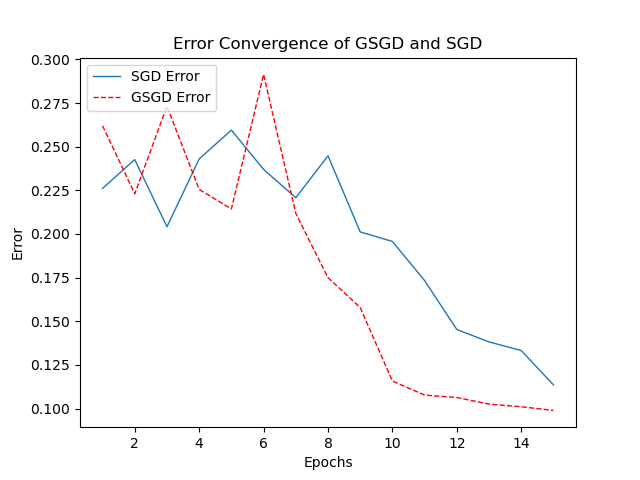 Error Convergence of GSGD and SGD
SGD Error
GSGD Error
0.300
0.275
0.250
0.225
0.200
0.175
0.150
0.125
0.100
Error
2 4 6 8 10 12 14
Epochs